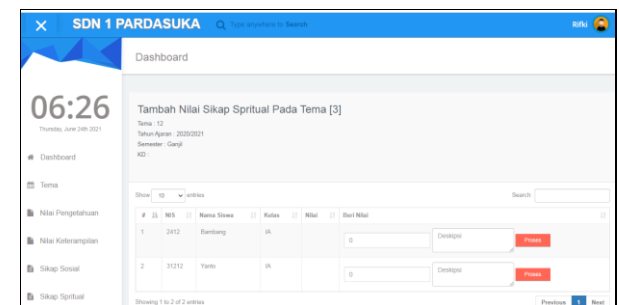 SDN 1 PARDASUKA
Type anywhere to Search
Rifki
Dashboard
06:26
Thursday, June 24th 2021
Dashboard
Tema
Nilai Pengetahuan
Nilai Keterampilan
Sikap Sosial
Sikap Spritual
Tambah Nilai Sikap Spritual Pada Tema [3]
Tema : 12
Tahun Ajaran : 2020/2021
Semester : Ganjil
KD :
Show 10 entries
Search:
# NIS Nama Siswa Kelas Nilai Beri Nilai
1 2412 Bambang IA 0 Deskripsi Proses
2 31212 Yanto IA 0 Deskripsi Proses
Showing 1 to 2 of 2 entries
Previous 1 Next